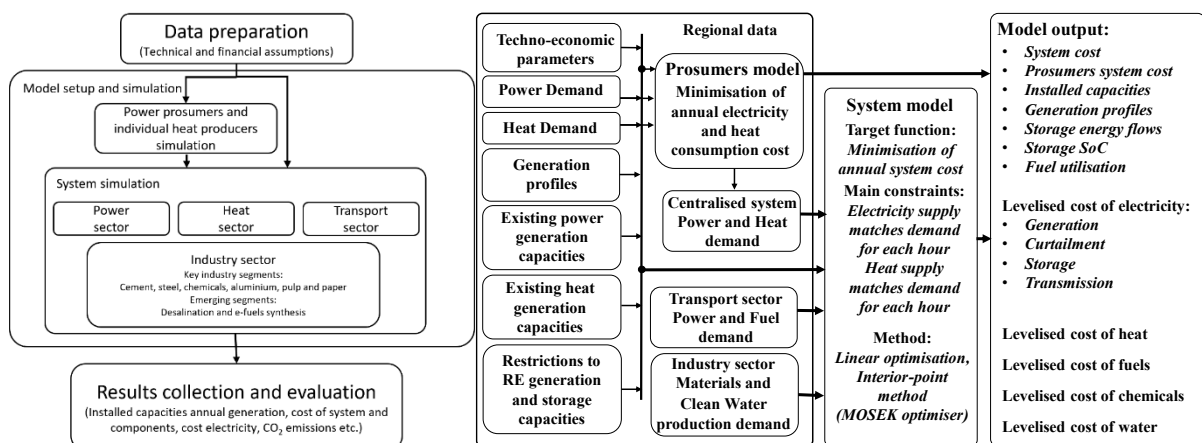 Data preparation
(Technical and financial assumptions)
Model setup and simulation
Power prosumers and
individual heat producers
simulation
System simulation
Power
sector
Heat
sector
Transport
sector
Industry sector
Key industry segments:
Cement, steel, chemicals, aluminium, pulp and paper
Emerging segments:
Desalination and e-fuels synthesis
Results collection and evaluation
(Installed capacities annual generation, cost of system and
components, cost electricity, CO₂ emissions etc.)
Regional data
Techno-economic
parameters
Power Demand
Heat Demand
Generation
profiles
Existing power
generation
capacities
Existing heat
generation
capacities
Restrictions to
RE generation
and storage
capacities
Prosumers model
Minimisation of
annual electricity
and heat
consumption cost
Centralised system
Power and Heat
demand
Transport sector
Power and Fuel
demand
Industry sector
Materials and
Clean Water
production demand
System model
Target function:
Minimisation of
annual system cost
Main constraints:
Electricity supply
matches demand
for each hour
Heat supply
matches demand
for each hour
Method:
Linear optimisation,
Interior-point
method
(MOSEK optimiser)
Model output:
• System cost
• Prosumers system cost
• Installed capacities
• Generation profiles
• Storage energy flows
• Storage SoC
• Fuel utilisation
Levelised cost of electricity:
• Generation
• Curtailment
• Storage
• Transmission
Levelised cost of heat
Levelised cost of fuels
Levelised cost of chemicals
Levelised cost of water